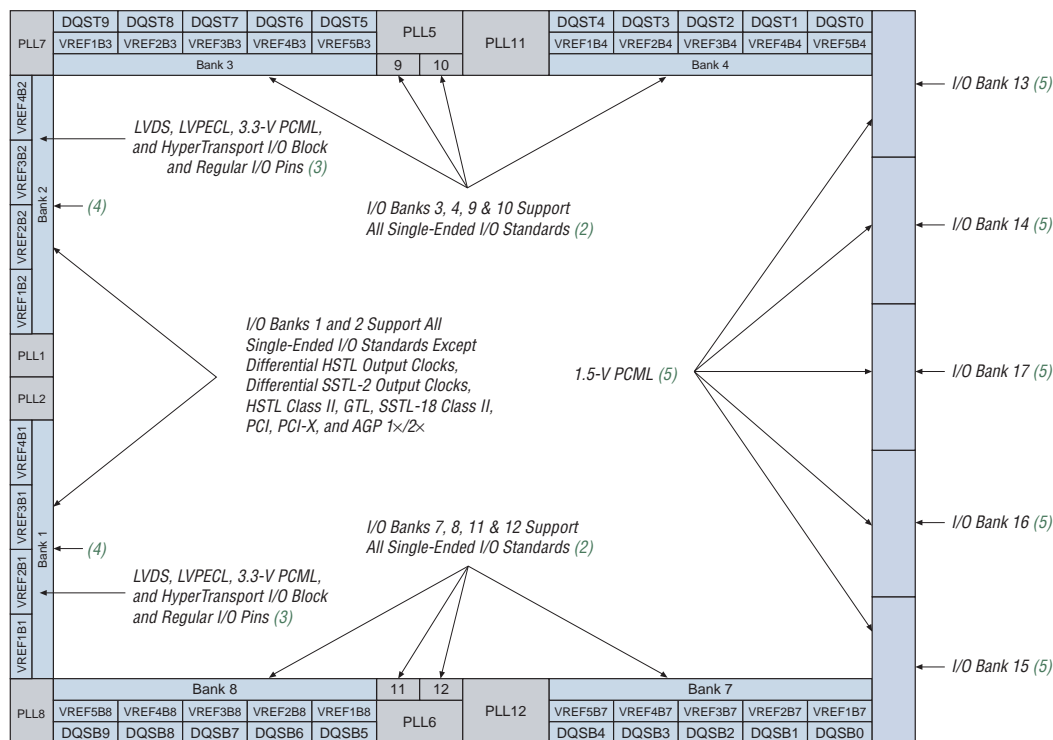 PLL7
DQST9 DQST8 DQST7 DQST6 DQST5
VREF1B3 VREF2B3 VREF3B3 VREF4B3 VREF5B3
Bank 3
PLL5
9 10
PLL11
DQST4 DQST3 DQST2 DQST1 DQST0
VREF1B4 VREF2B4 VREF3B4 VREF4B4 VREF5B4
Bank 4
VREF4B2
VREF3B2
VREF2B2
VREF1B2
Bank 2
LVDS, LVPECL, 3.3-V PCML,
and HyperTransport I/O Block
and Regular I/O Pins (3)
(4)
I/O Banks 3, 4, 9 & 10 Support
All Single-Ended I/O Standards (2)
I/O Bank 13 (5)
I/O Bank 14 (5)
PLL1
PLL2
I/O Banks 1 and 2 Support All
Single-Ended I/O Standards Except
Differential HSTL Output Clocks,
Differential SSTL-2 Output Clocks,
HSTL Class II, GTL, SSTL-18 Class II,
PCI, PCI-X, and AGP 1×/2×
1.5-V PCML (5)
I/O Bank 17 (5)
I/O Bank 16 (5)
VREF4B1
VREF3B1
VREF2B1
VREF1B1
Bank 1
(4)
LVDS, LVPECL, 3.3-V PCML,
and HyperTransport I/O Block
and Regular I/O Pins (3)
I/O Banks 7, 8, 11 & 12 Support
All Single-Ended I/O Standards (2)
I/O Bank 15 (5)
PLL8
Bank 8
VREF5B8 VREF4B8 VREF3B8 VREF2B8 VREF1B8
DQSB9 DQSB8 DQSB7 DQSB6 DQSB5
11 12
PLL6
PLL12
Bank 7
VREF5B7 VREF4B7 VREF3B7 VREF2B7 VREF1B7
DQSB4 DQSB3 DQSB2 DQSB1 DQSB0